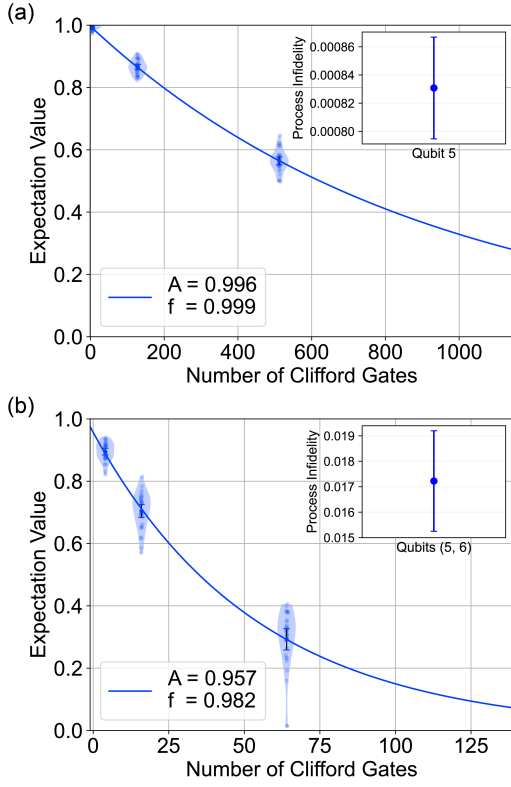 (a)
1.0
0.8
0.6
0.4
0.2
0.0
Expectation Value
0
200
400
600
800
1000
Number of Clifford Gates
A = 0.996
f = 0.999
Process Infidelity
0.00086
0.00084
0.00082
0.00080
Qubit 5
(b)
1.0
0.8
0.6
0.4
0.2
0.0
Expectation Value
0
25
50
75
100
125
Number of Clifford Gates
A = 0.957
f = 0.982
Process Infidelity
0.019
0.018
0.017
0.016
0.015
Qubits (5, 6)